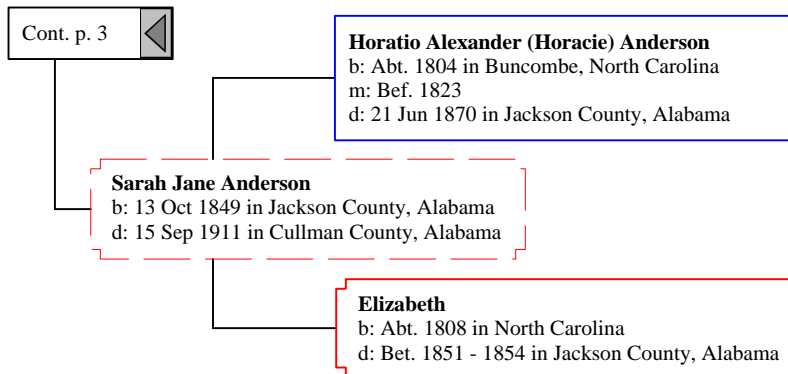 Cont. p. 3
Horatio Alexander (Horacie) Anderson
b: Abt. 1804 in Buncombe, North Carolina
m: Bef. 1823
d: 21 Jun 1870 in Jackson County, Alabama
Sarah Jane Anderson
b: 13 Oct 1849 in Jackson County, Alabama
d: 15 Sep 1911 in Cullman County, Alabama
Elizabeth
b: Abt. 1808 in North Carolina
d: Bet. 1851 - 1854 in Jackson County, Alabama